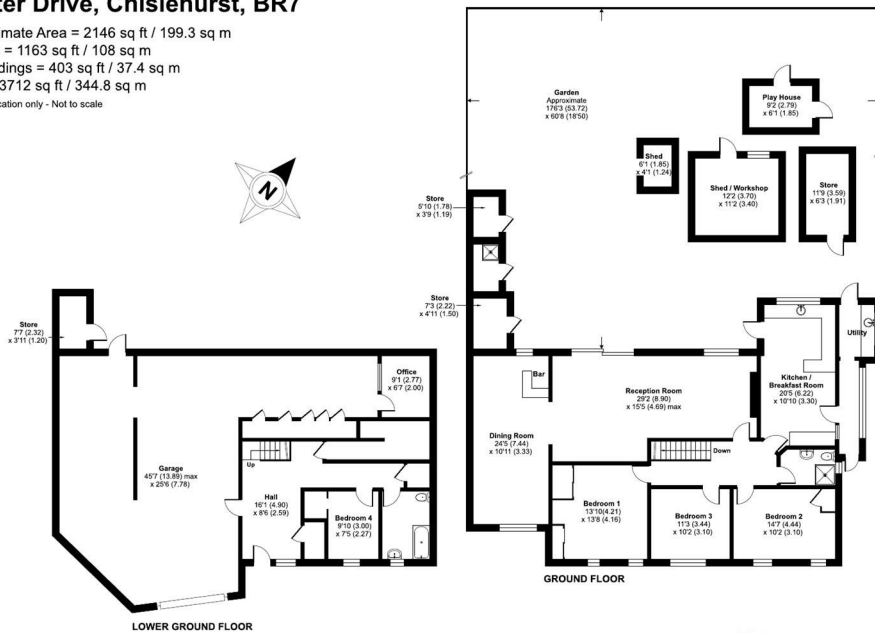 ter Drive, Chislehurst, BR7
mate Area = 2146 sq ft / 199.3 sq m
= 1163 sq ft / 108 sq m
dings = 403 sq ft / 37.4 sq m
3712 sq ft / 344.8 sq m
cation only - Not to scale
N
Garden
Approximate
176'3 (53.72)
x 60'8 (18'50)
Play House
9'2 (2.79)
x 6'1 (1.85)
Shed
6'1 (1.85)
x 4'1 (1.24)
Shed / Workshop
12'2 (3.70)
x 11'2 (3.40)
Store
11'9 (3.59)
x 6'3 (1.91)
Store
5'10 (1.78)
x 3'9 (1.19)
Store
7'3 (2.22)
x 4'11 (1.50)
Store
7'7 (2.32)
x 3'11 (1.20)
Office
9'1 (2.77)
x 6'7 (2.00)
Garage
45'7 (13.89) max
x 25'6 (7.78)
Up
Hall
16'1 (4.90)
x 8'6 (2.59)
Bedroom 4
9'10 (3.00)
x 7'5 (2.27)
LOWER GROUND FLOOR
Bar
Utility
Kitchen /
Breakfast Room
20'5 (6.22)
x 10'10 (3.30)
Reception Room
29'2 (8.90)
x 15'5 (4.69) max
Dining Room
24'5 (7.44)
x 10'11 (3.33)
Down
Bedroom 1
13'10(4.21)
x 13'8 (4.16)
Bedroom 3
11'3 (3.44)
x 10'2 (3.10)
Bedroom 2
14'7 (4.44)
x 10'2 (3.10)
GROUND FLOOR